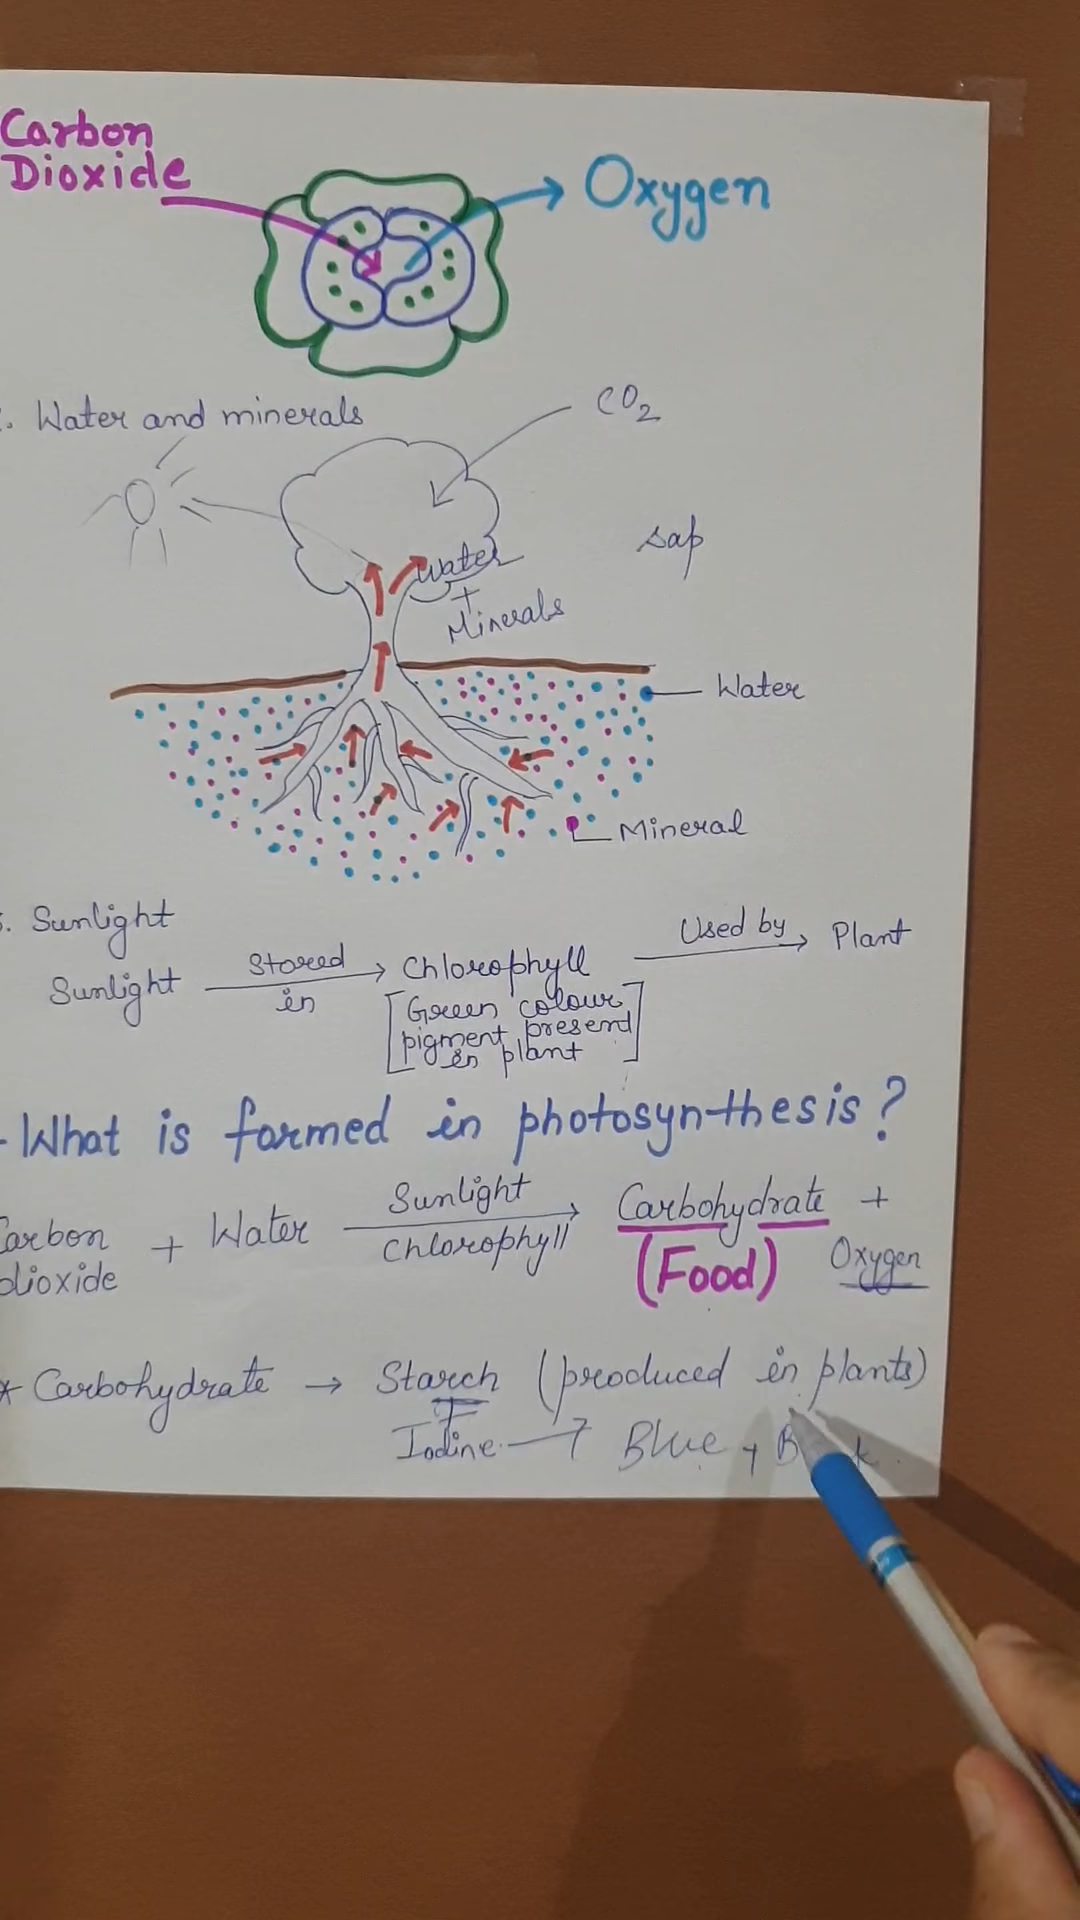 Carbon
Dioxide
Oxygen
. Water and minerals
CO2
sap
Water
+
Minerals
Water
Mineral
. Sunlight
Sunlight Stored in Chlorophyll Used by Plant
[Green colour
pigment present
in plant]
- What is formed in photosynthesis?
Carbon dioxide + Water Sunlight Chlorophyll Carbohydrate +
(Food) Oxygen
* Carbohydrate → Starch (produced in plants)
+
Iodine → Blue +